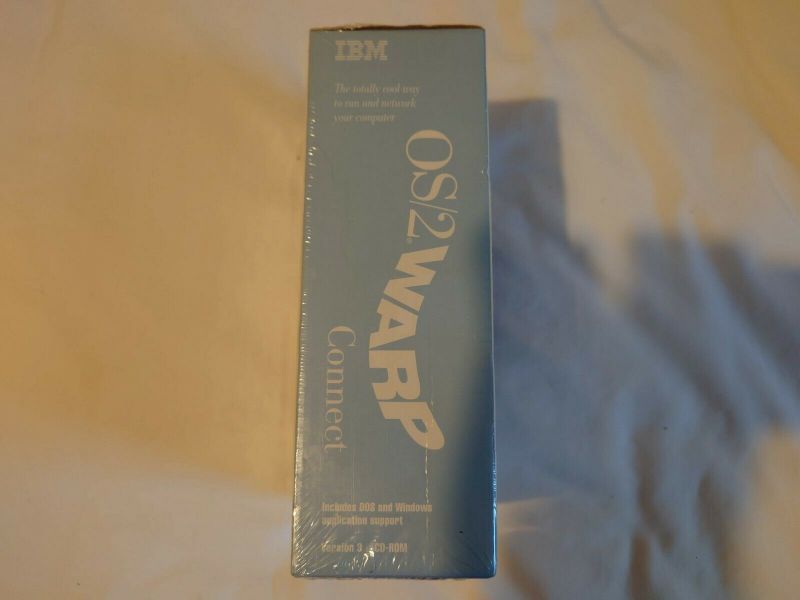 IBM
The totally cool way
to run and network
your computer
OS/2® WARP
Connect
Includes DOS and Windows
application support
Version 3 CD-ROM